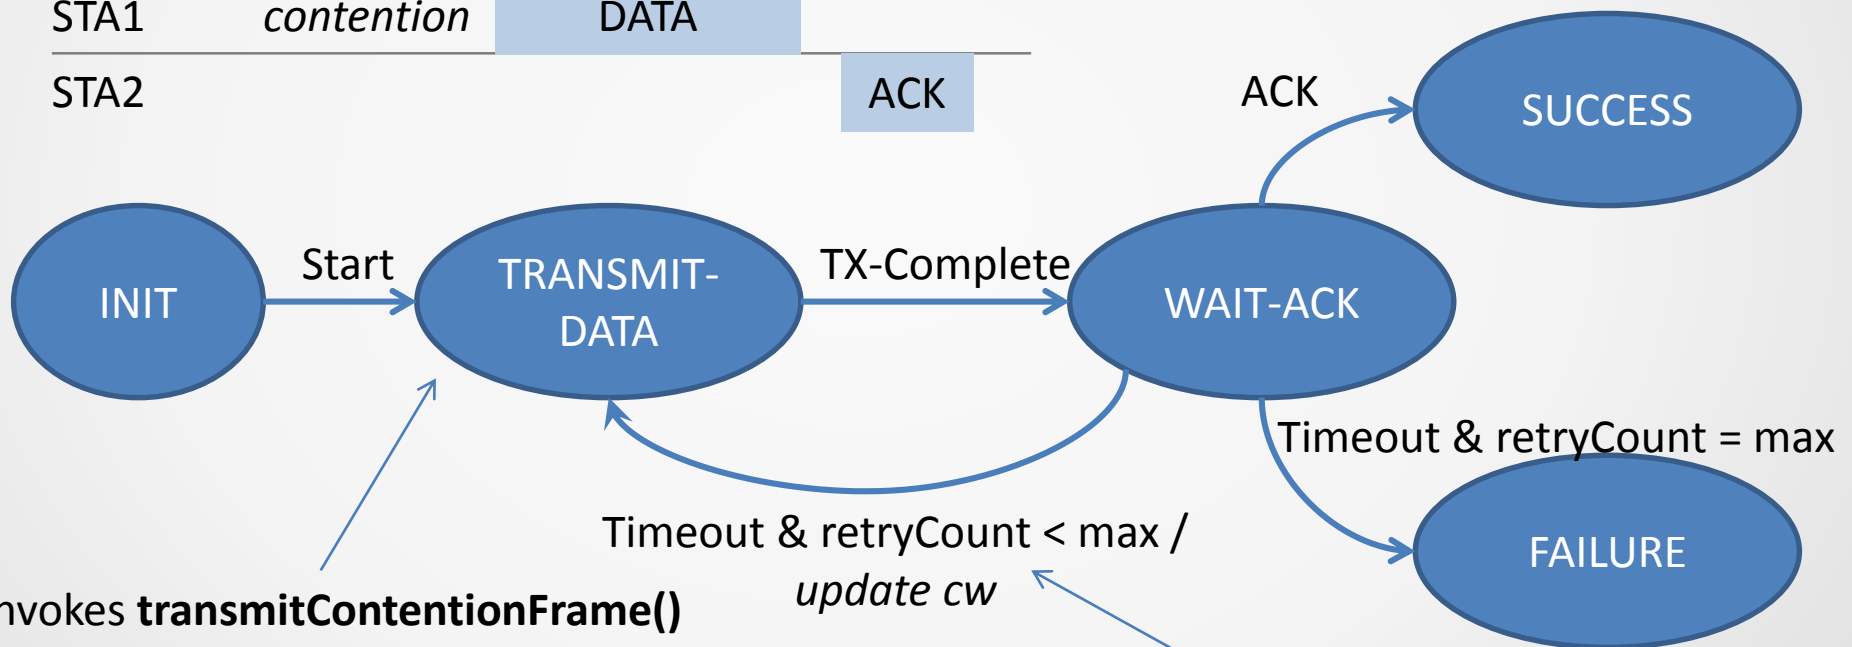 STA1 contention DATA
STA2 ACK
ACK
SUCCESS
INIT
Start
TRANSMIT-
DATA
TX-Complete
WAIT-ACK
Timeout & retryCount = max
Timeout & retryCount < max /
update cw
FAILURE
nvokes transmitContentionFrame()